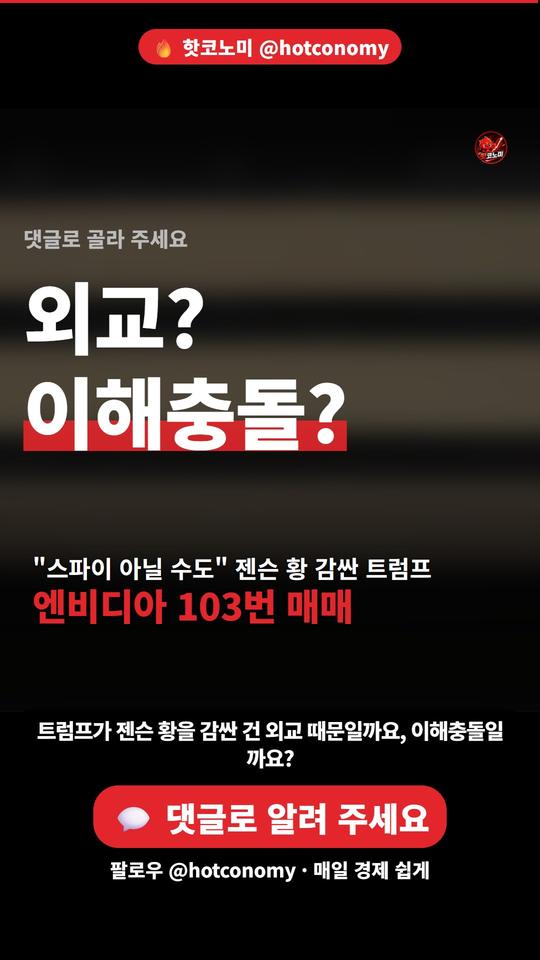 핫코노미 @hotconomy
코노미
댓글로 골라 주세요
외교?
이해충돌?
"스파이 아닐 수도" 젠슨 황 감싼 트럼프
엔비디아 103번 매매
트럼프가 젠슨 황을 감싼 건 외교 때문일까요, 이해충돌일
까요?
댓글로 알려 주세요
팔로우 @hotconomy · 매일 경제 쉽게